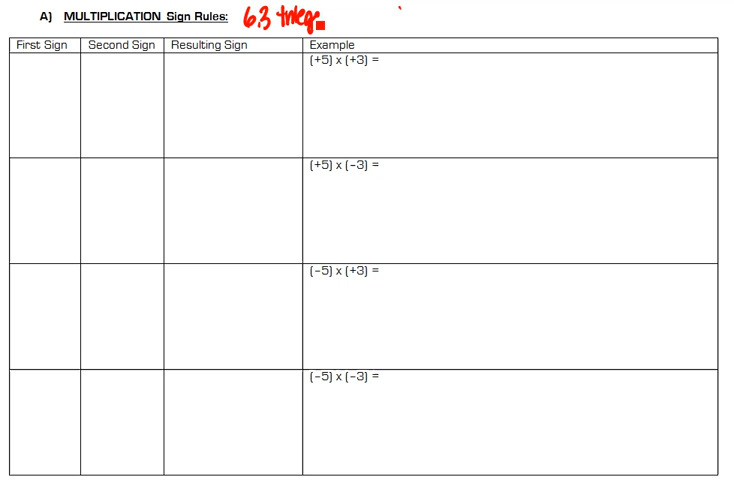 A) MULTIPLICATION Sign Rules: 6.3 Integ
First Sign Second Sign Resulting Sign Example
(+5) x (+3) =
(+5) x (-3) =
(-5) x (+3) =
(-5) x (-3) =